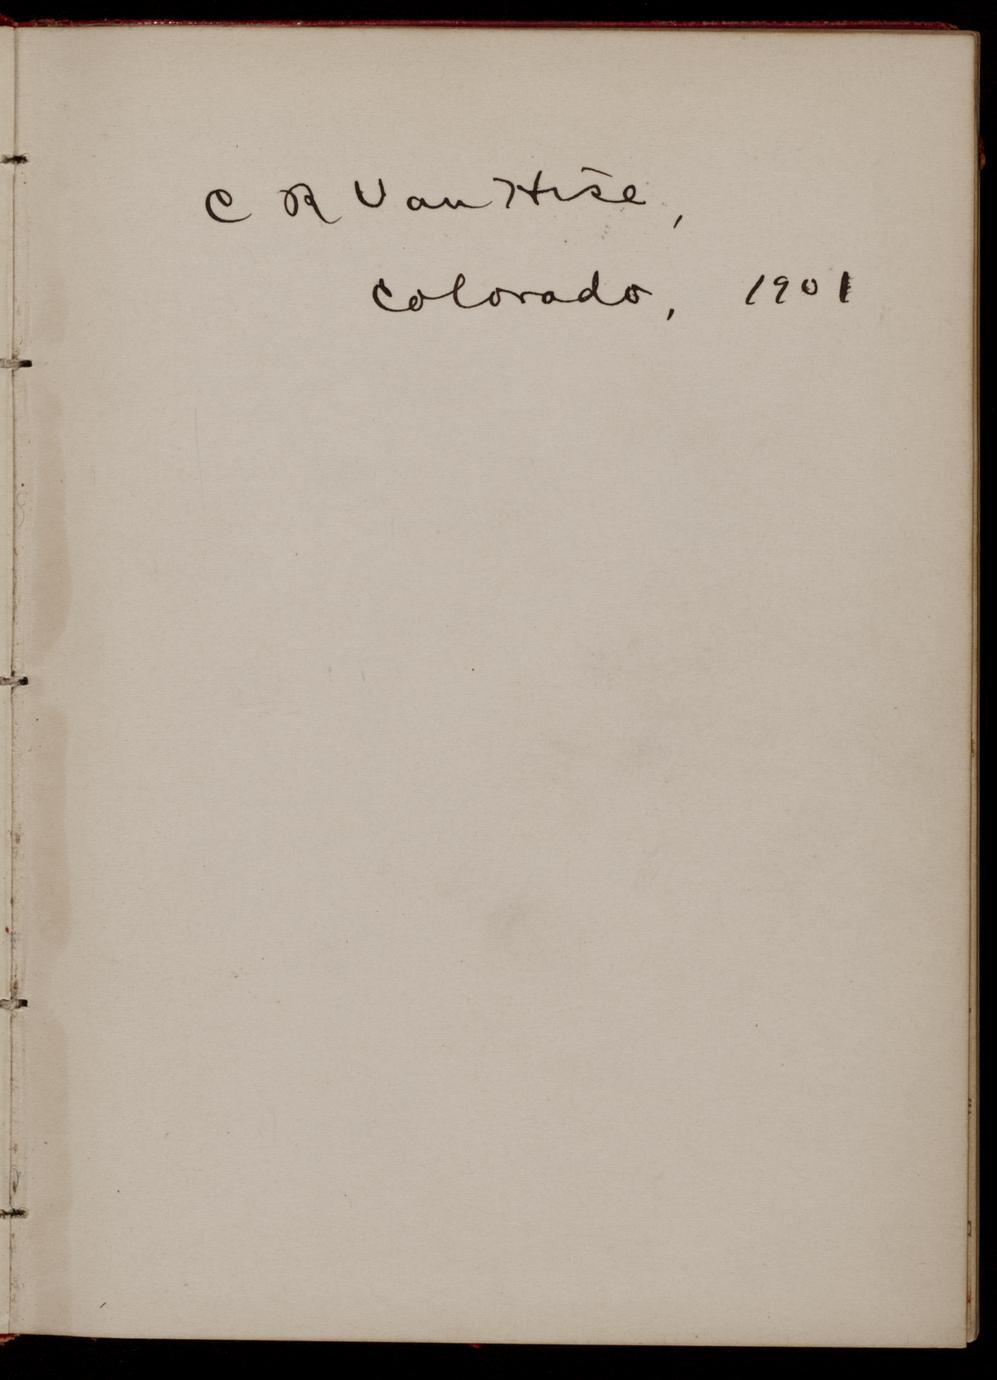 C R Van Hise,
Colorado, 1901